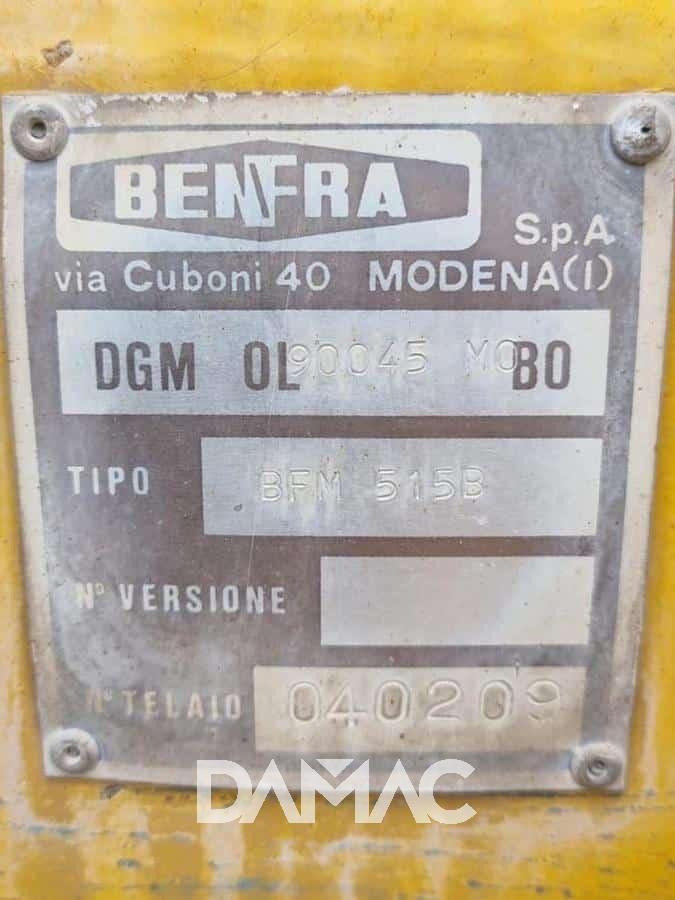 BENFRA
S.p.A.
via Cuboni 40 MODENA(I)
DGM OL 90045 MO BO
TIPO BFM 515B
N° VERSIONE
N° TELAIO 040209
DAMAC